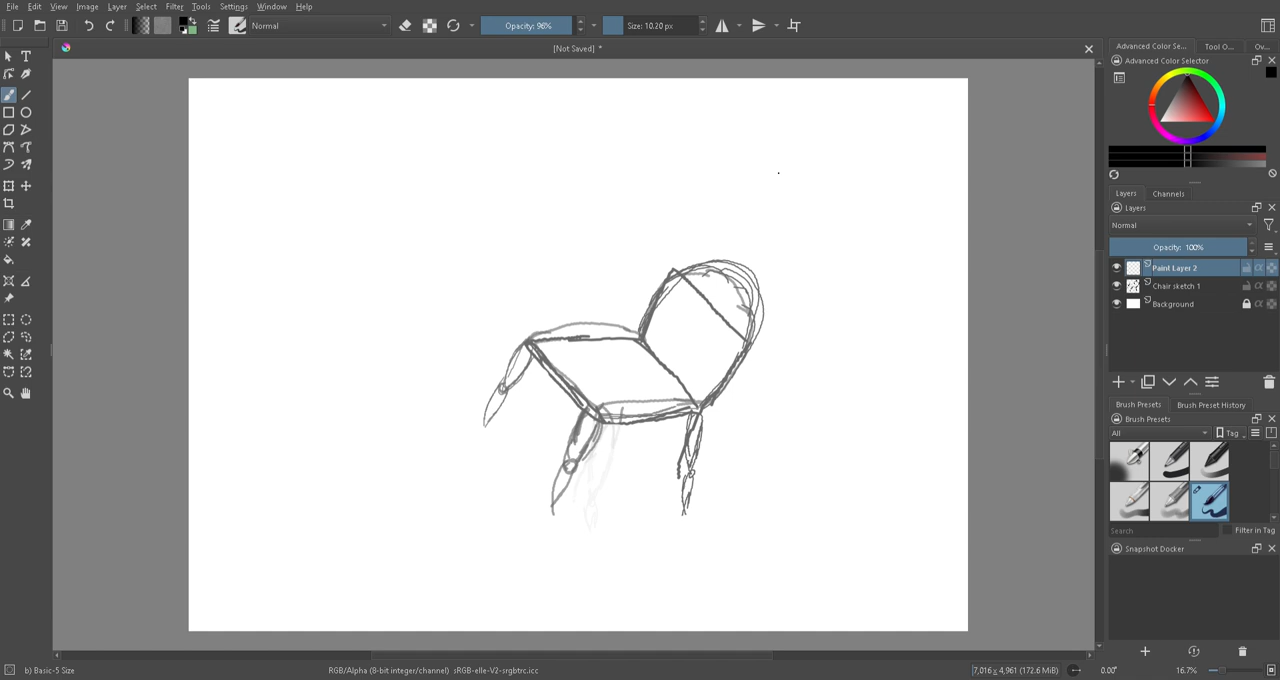 File Edit View Image Layer Select Filter Tools Settings Window Help
Normal Opacity: 96% Size: 10.20 px
[Not Saved] *
Advanced Color Se... Tool O... Ov...
Advanced Color Selector
Layers Channels
Layers
Normal
Opacity: 100%
Paint Layer 2
Chair sketch 1
Background
Brush Presets Brush Preset History
Brush Presets
All Tag
Search Filter in Tag
Snapshot Docker
b) Basic-5 Size RGB/Alpha (8-bit integer/channel) sRGB-elle-V2-srgbtrc.icc 7,016 x 4,961 (172.6 MiB) 0.00° 16.7%